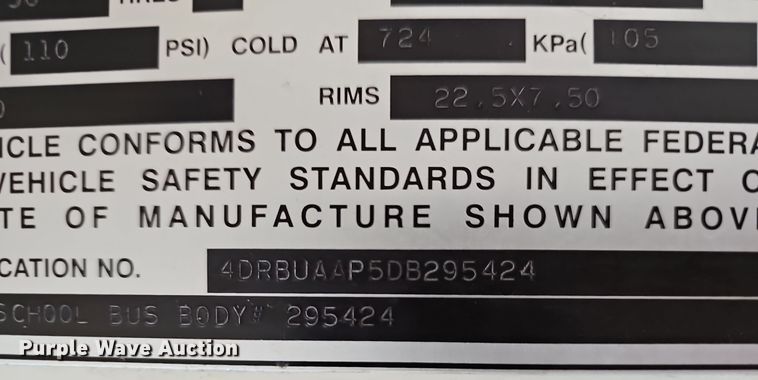 ( 110 PSI) COLD AT 724 KPa( 105
RIMS 22.5X7.50
ICLE CONFORMS TO ALL APPLICABLE FEDERA
VEHICLE SAFETY STANDARDS IN EFFECT O
TE OF MANUFACTURE SHOWN ABOVE
CATION NO. 4DRBUAAP5DB295424
SCHOOL BUS BODY# 295424
Purple Wave Auction